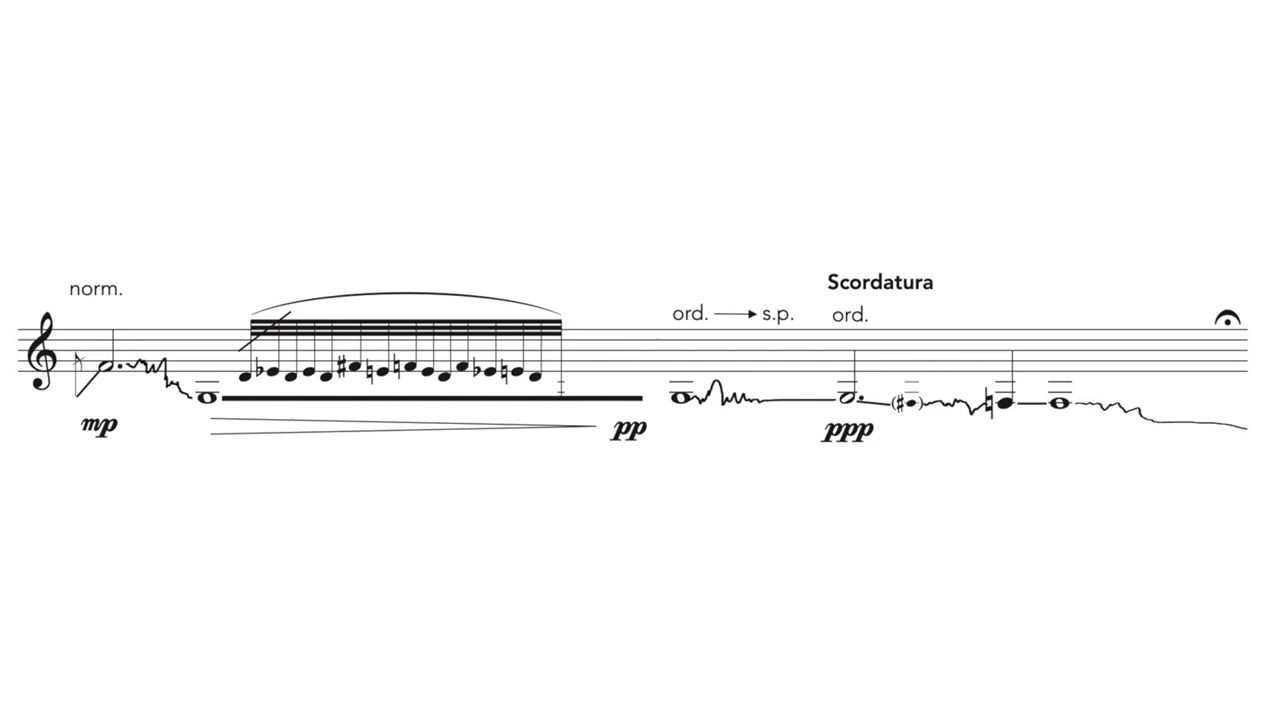 norm.
mp
pp
ord. → s.p.
Scordatura
ord.
ppp